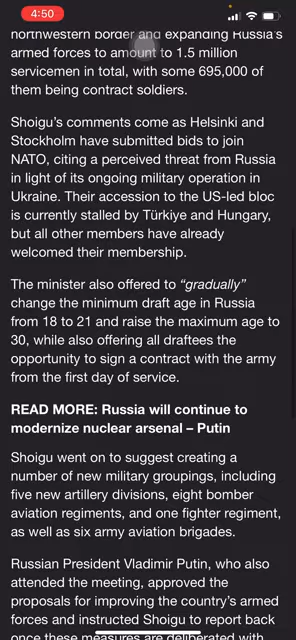 4:50
northwestern border and expanding Russia's
armed forces to amount to 1.5 million
servicemen in total, with some 695,000 of
them being contract soldiers.
Shoigu's comments come as Helsinki and
Stockholm have submitted bids to join
NATO, citing a perceived threat from Russia
in light of its ongoing military operation in
Ukraine. Their accession to the US-led bloc
is currently stalled by Türkiye and Hungary,
but all other members have already
welcomed their membership.
The minister also offered to “gradually”
change the minimum draft age in Russia
from 18 to 21 and raise the maximum age to
30, while also offering all draftees the
opportunity to sign a contract with the army
from the first day of service.
READ MORE: Russia will continue to
modernize nuclear arsenal – Putin
Shoigu went on to suggest creating a
number of new military groupings, including
five new artillery divisions, eight bomber
aviation regiments, and one fighter regiment,
as well as six army aviation brigades.
Russian President Vladimir Putin, who also
attended the meeting, approved the
proposals for improving the country's armed
forces and instructed Shoigu to report back
once these measures are deliberated with